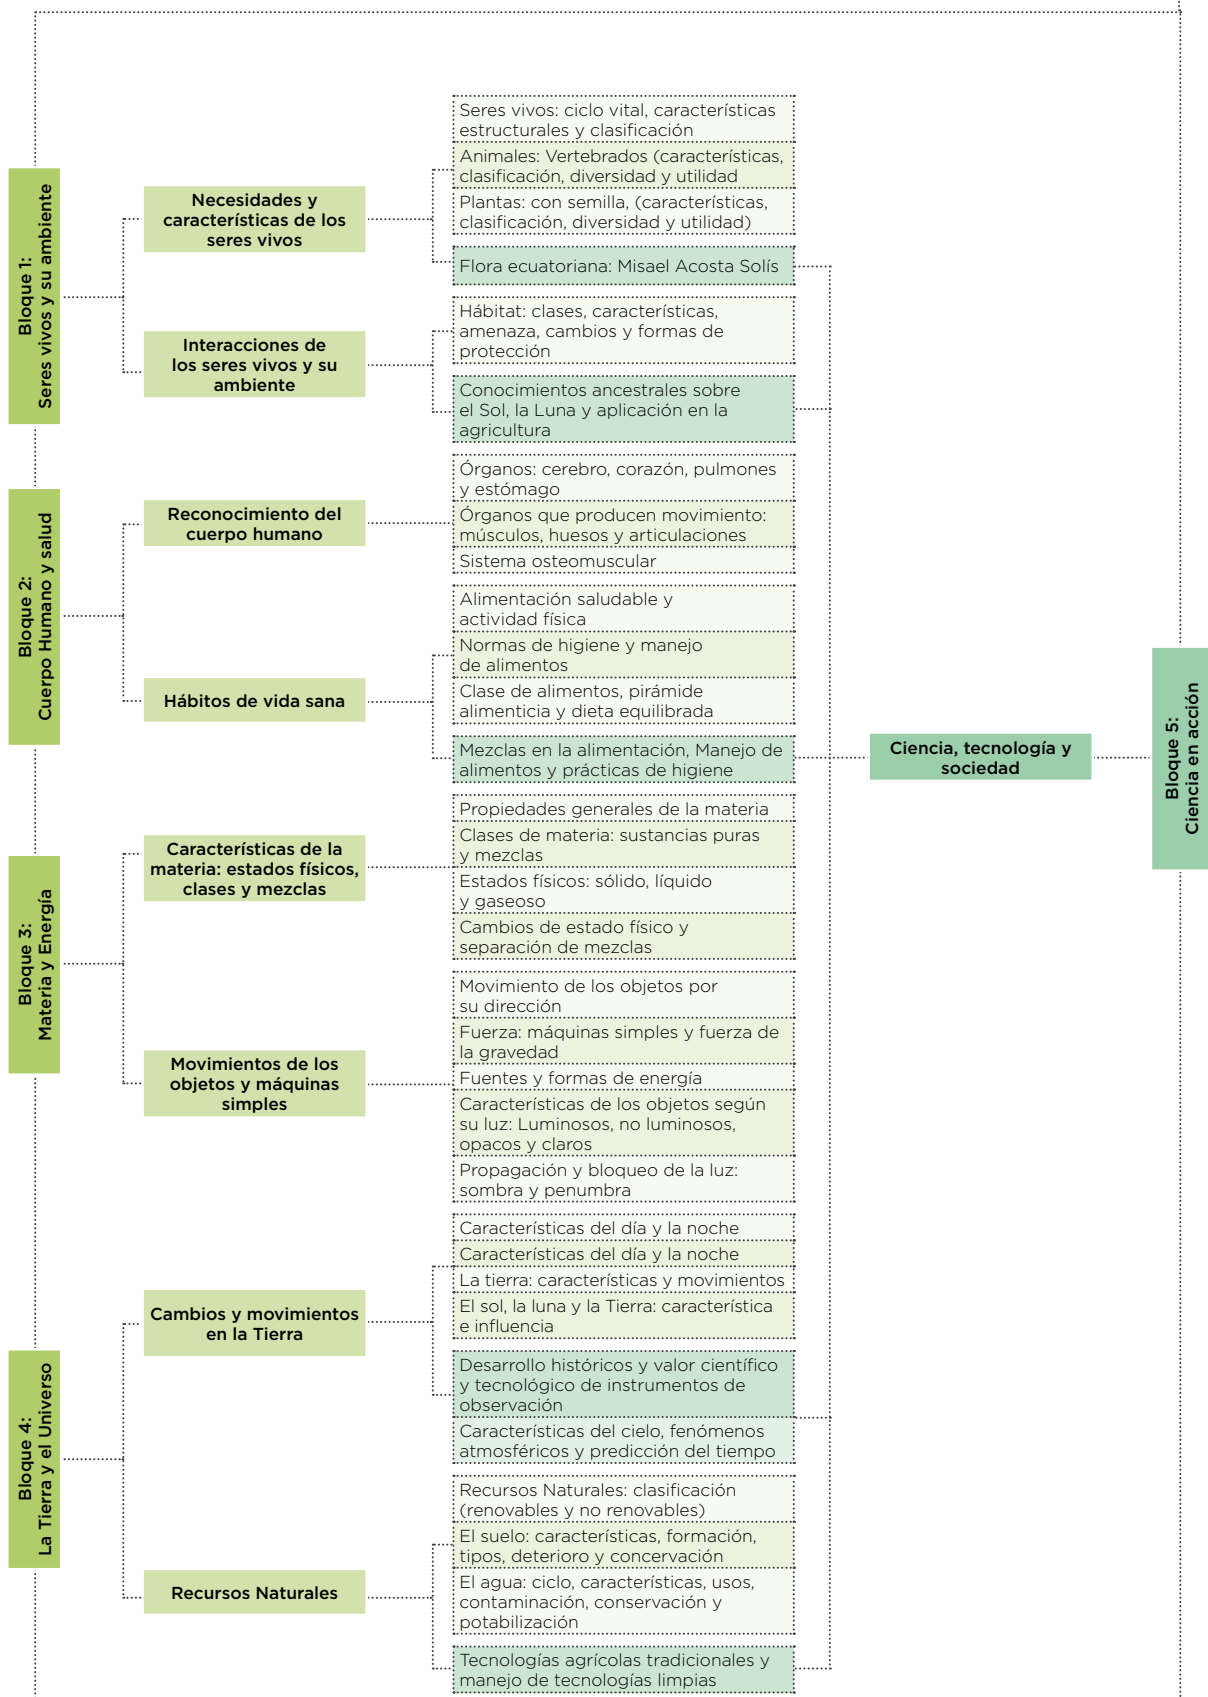 Bloque 1:
Seres vivos y su ambiente
Necesidades y
características de los
seres vivos
Seres vivos: ciclo vital, características
estructurales y clasificación
Animales: Vertebrados (características,
clasificación, diversidad y utilidad
Plantas: con semilla, (características,
clasificación, diversidad y utilidad)
Flora ecuatoriana: Misael Acosta Solís
Interacciones de
los seres vivos y su
ambiente
Hábitat: clases, características,
amenaza, cambios y formas de
protección
Conocimientos ancestrales sobre
el Sol, la Luna y aplicación en la
agricultura
Bloque 2:
Cuerpo Humano y salud
Reconocimiento del
cuerpo humano
Órganos: cerebro, corazón, pulmones
y estómago
Órganos que producen movimiento:
músculos, huesos y articulaciones
Sistema osteomuscular
Hábitos de vida sana
Alimentación saludable y
actividad física
Normas de higiene y manejo
de alimentos
Clase de alimentos, pirámide
alimenticia y dieta equilibrada
Mezclas en la alimentación, Manejo de
alimentos y prácticas de higiene
Bloque 3:
Materia y Energía
Características de la
materia: estados físicos,
clases y mezclas
Propiedades generales de la materia
Clases de materia: sustancias puras
y mezclas
Estados físicos: sólido, líquido
y gaseoso
Cambios de estado físico y
separación de mezclas
Movimientos de los
objetos y máquinas
simples
Movimiento de los objetos por
su dirección
Fuerza: máquinas simples y fuerza de
la gravedad
Fuentes y formas de energía
Características de los objetos según
su luz: Luminosos, no luminosos,
opacos y claros
Propagación y bloqueo de la luz:
sombra y penumbra
Bloque 4:
La Tierra y el Universo
Cambios y movimientos
en la Tierra
Características del día y la noche
Características del día y la noche
La tierra: características y movimientos
El sol, la luna y la Tierra: característica
e influencia
Desarrollo históricos y valor científico
y tecnológico de instrumentos de
observación
Características del cielo, fenómenos
atmosféricos y predicción del tiempo
Recursos Naturales
Recursos Naturales: clasificación
(renovables y no renovables)
El suelo: características, formación,
tipos, deterioro y concervación
El agua: ciclo, características, usos,
contaminación, conservación y
potabilización
Tecnologías agrícolas tradicionales y
manejo de tecnologías limpias
Ciencia, tecnología y
sociedad
Bloque 5:
Ciencia en acción